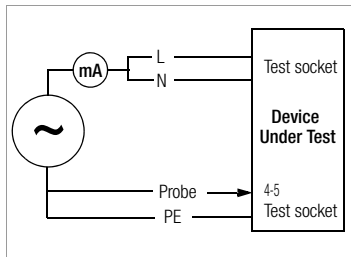 L
mA
N
Test socket
~
Device
Under Test
Probe
4-5
Test socket
PE